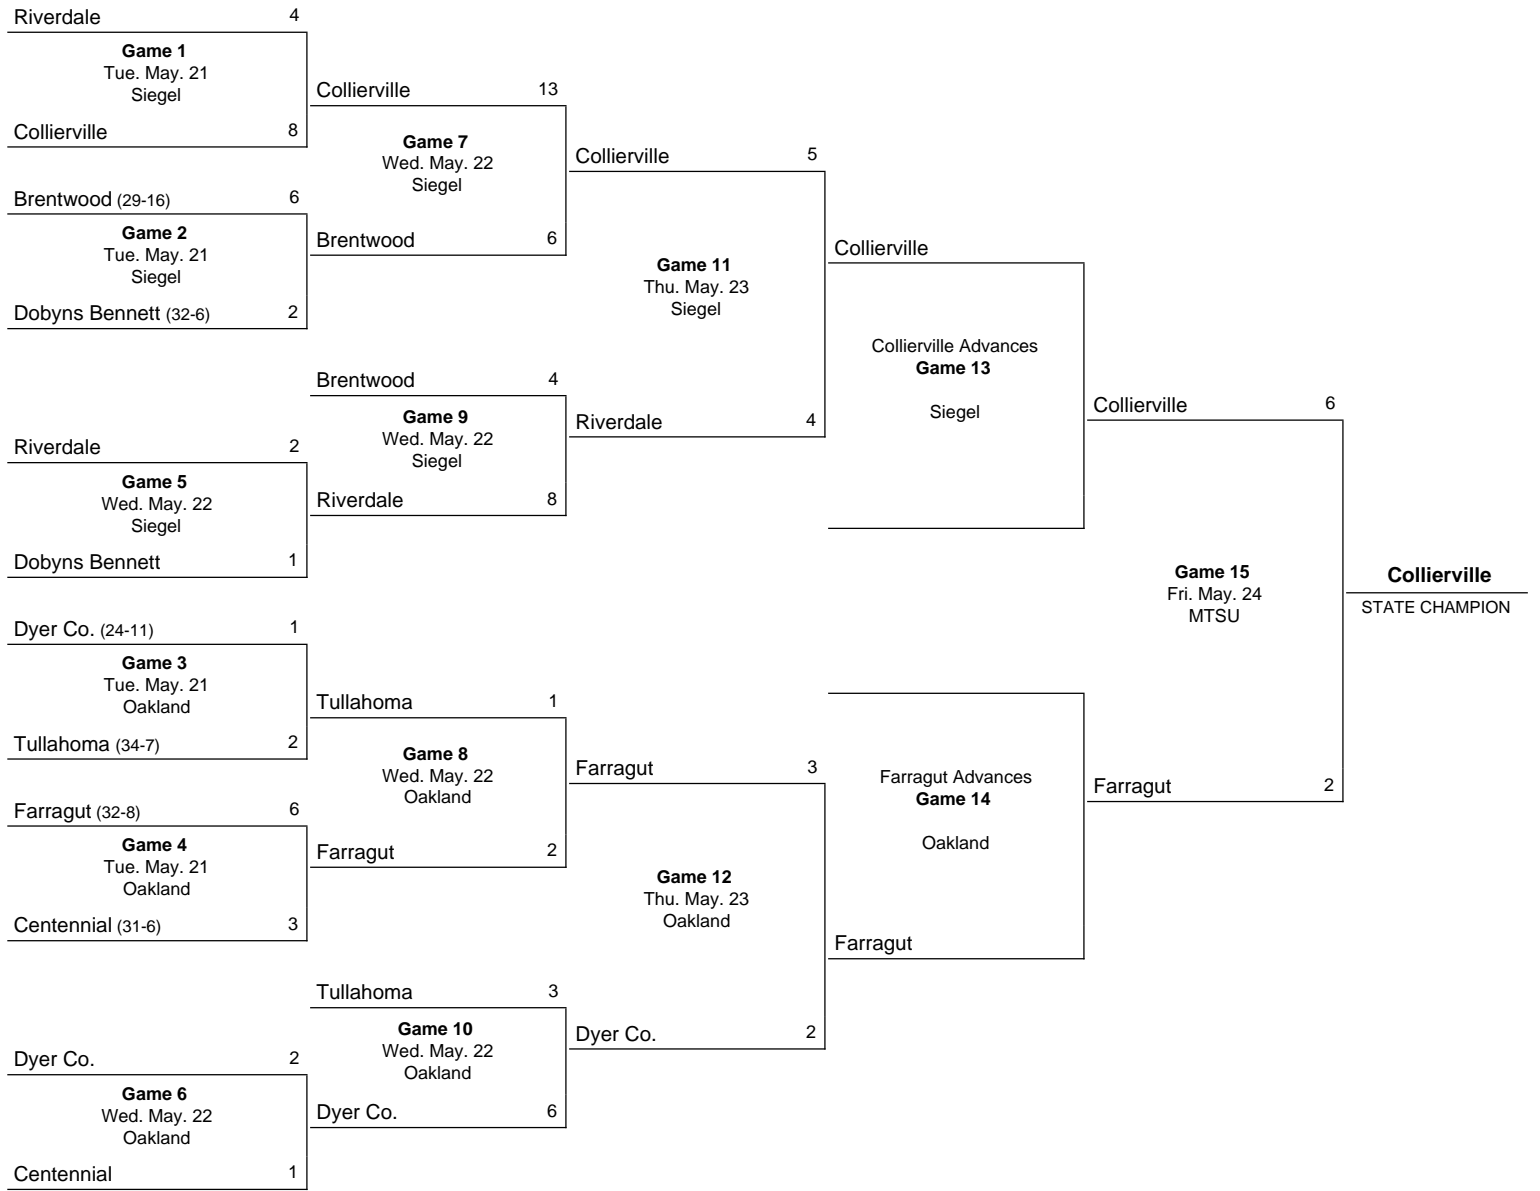 Riverdale 4
Game 1
Tue. May. 21
Siegel
Collierville 8
Brentwood (29-16) 6
Game 2
Tue. May. 21
Siegel
Dobyns Bennett (32-6) 2
Riverdale 2
Game 5
Wed. May. 22
Siegel
Dobyns Bennett 1
Dyer Co. (24-11) 1
Game 3
Tue. May. 21
Oakland
Tullahoma (34-7) 2
Farragut (32-8) 6
Game 4
Tue. May. 21
Oakland
Centennial (31-6) 3
Dyer Co. 2
Game 6
Wed. May. 22
Oakland
Centennial 1
Collierville 13
Game 7
Wed. May. 22
Siegel
Brentwood 6
Brentwood 4
Game 9
Wed. May. 22
Siegel
Riverdale 8
Tullahoma 1
Game 8
Wed. May. 22
Oakland
Farragut 2
Tullahoma 3
Game 10
Wed. May. 22
Oakland
Dyer Co. 6
Collierville 5
Game 11
Thu. May. 23
Siegel
Riverdale 4
Farragut 3
Game 12
Thu. May. 23
Oakland
Dyer Co. 2
Collierville
Collierville Advances
Game 13
Siegel
Farragut Advances
Game 14
Oakland
Farragut
Collierville 6
Game 15
Fri. May. 24
MTSU
Farragut 2
Collierville
STATE CHAMPION